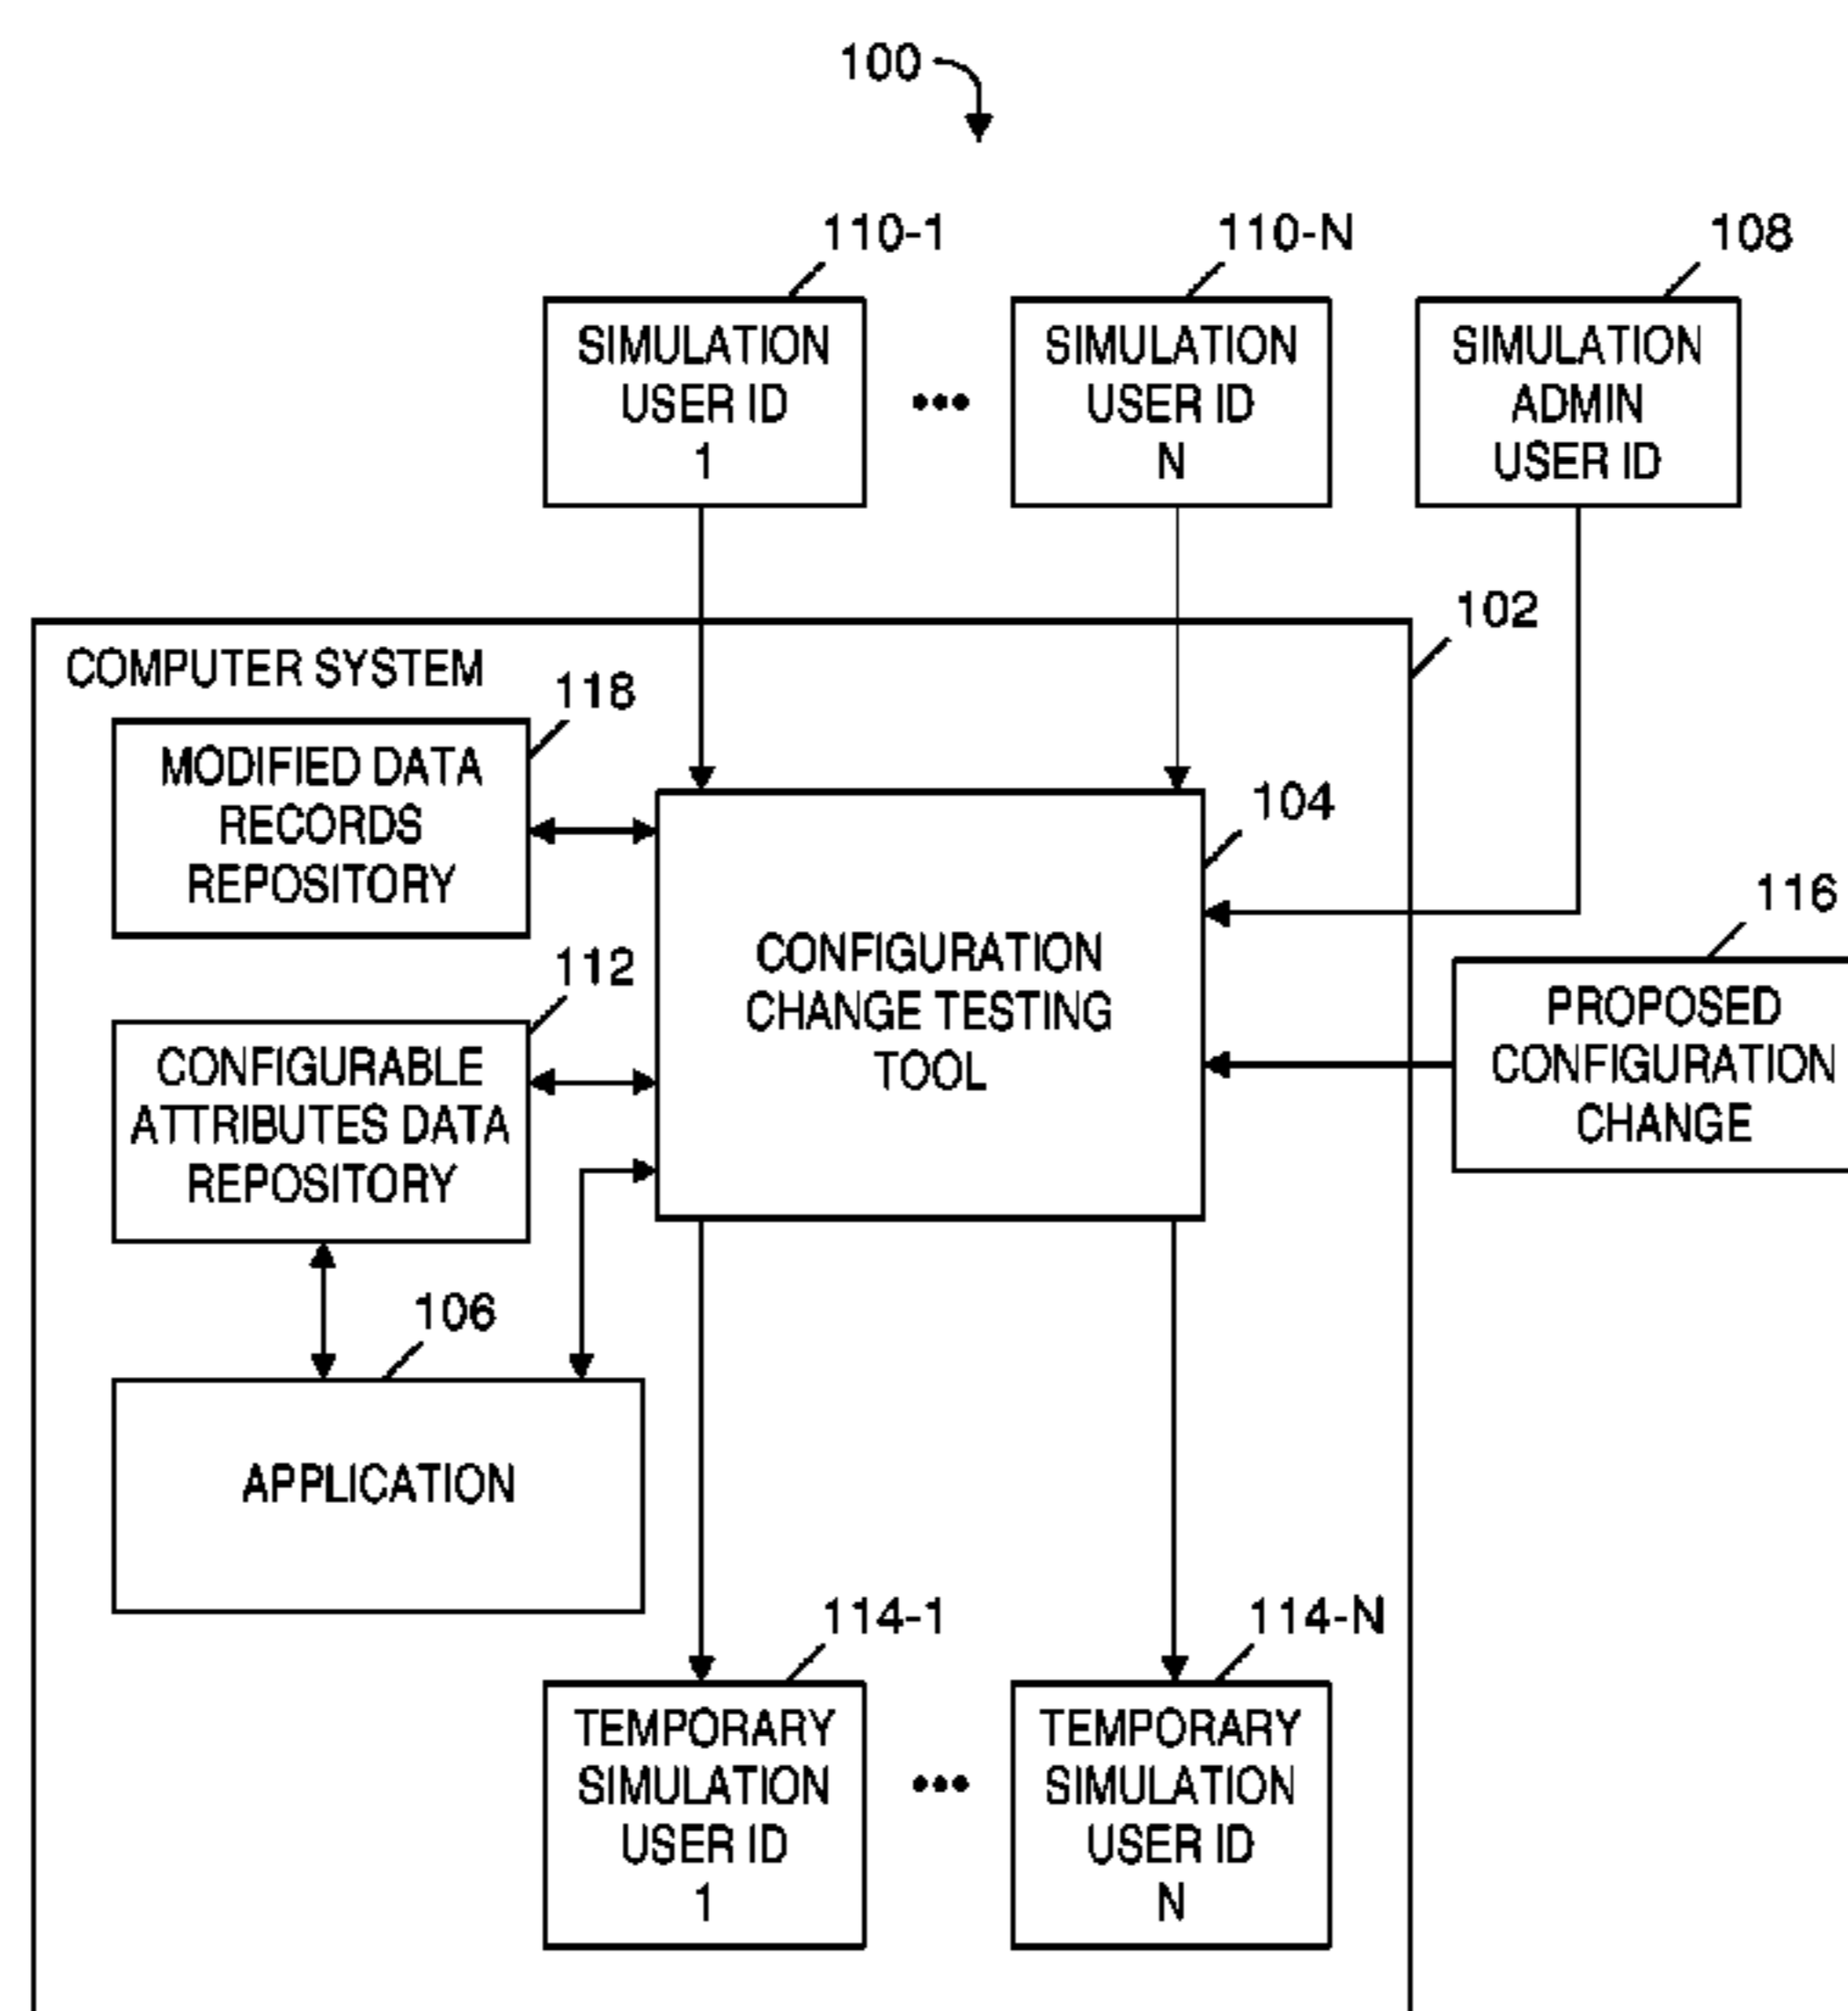 100
110-1
110-N
108
SIMULATION
USER ID
1
•••
SIMULATION
USER ID
N
SIMULATION
ADMIN
USER ID
102
COMPUTER SYSTEM
118
MODIFIED DATA
RECORDS
REPOSITORY
104
CONFIGURATION
CHANGE TESTING
TOOL
116
PROPOSED
CONFIGURATION
CHANGE
112
CONFIGURABLE
ATTRIBUTES DATA
REPOSITORY
106
APPLICATION
114-1
114-N
TEMPORARY
SIMULATION
USER ID
1
•••
TEMPORARY
SIMULATION
USER ID
N